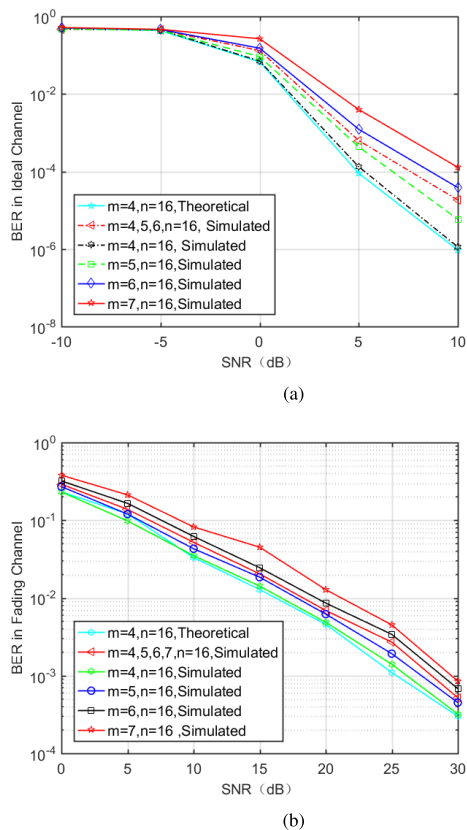 BER in Ideal Channel
10^0
10^-2
10^-4
10^-6
10^-8
m=4,n=16,Theoretical
m=4,5,6,n=16, Simulated
m=4,n=16, Simulated
m=5,n=16,Simulated
m=6,n=16,Simulated
m=7,n=16,Simulated
-10 -5 0 5 10
SNR（dB）
(a)
BER in Fading Channel
10^0
10^-1
10^-2
10^-3
10^-4
m=4,n=16,Theoretical
m=4,5,6,7,n=16,Simulated
m=4,n=16,Simulated
m=5,n=16,Simulated
m=6,n=16,Simulated
m=7,n=16 ,Simulated
0 5 10 15 20 25 30
SNR（dB）
(b)